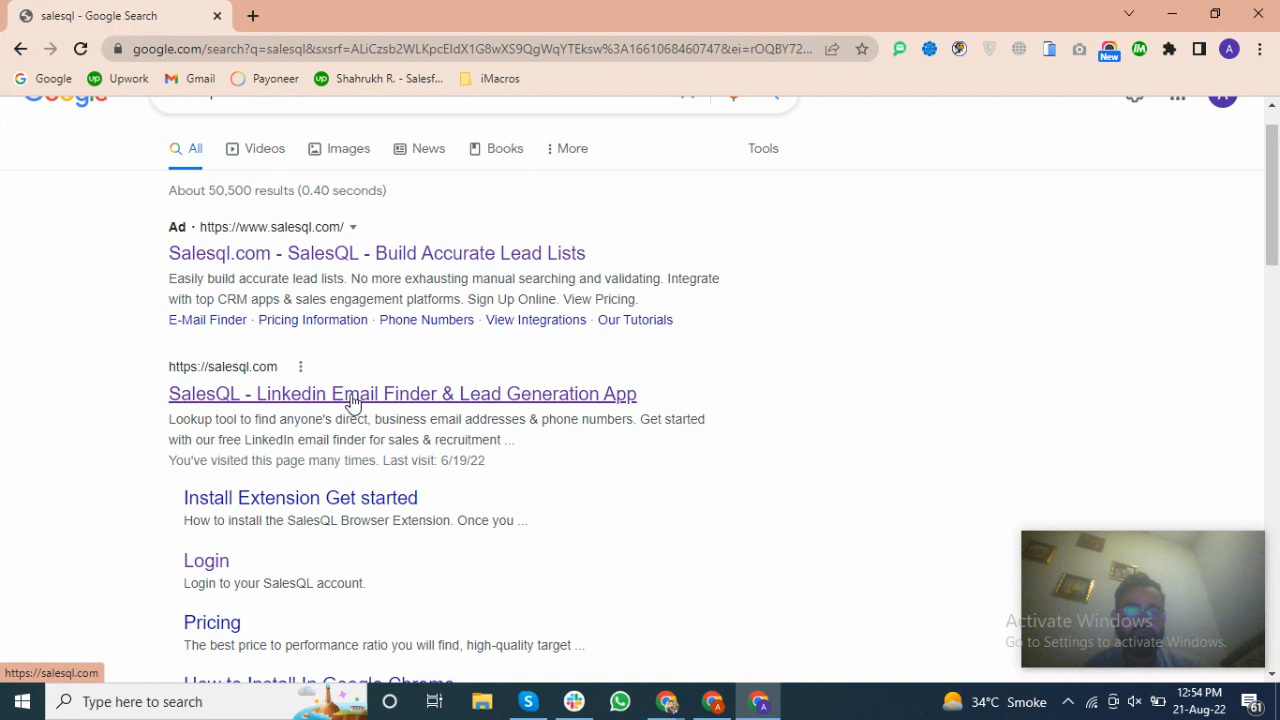 salesql - Google Search
google.com/search?q=salesql&sxsrf=ALiCzsb2WLKpcEIdX1G8wXS9QgWqYTEksw%3A1661068460747&ei=rOQBY72...
New
A
Google
Upwork
Gmail
Payoneer
Shahrukh R. - Salesf...
iMacros
All
Videos
Images
News
Books
More
Tools
About 50,500 results (0.40 seconds)
Ad · https://www.salesql.com/
Salesql.com - SalesQL - Build Accurate Lead Lists
Easily build accurate lead lists. No more exhausting manual searching and validating. Integrate
with top CRM apps & sales engagement platforms. Sign Up Online. View Pricing.
E-Mail Finder · Pricing Information · Phone Numbers · View Integrations · Our Tutorials
https://salesql.com
SalesQL - Linkedin Email Finder & Lead Generation App
Lookup tool to find anyone's direct, business email addresses & phone numbers. Get started
with our free LinkedIn email finder for sales & recruitment ...
You've visited this page many times. Last visit: 6/19/22
Install Extension Get started
How to install the SalesQL Browser Extension. Once you ...
Login
Login to your SalesQL account.
Pricing
The best price to performance ratio you will find, high-quality target ...
How to Install In Google Chrome
Activate Windows
Go to Settings to activate Windows.
https://salesql.com
Type here to search
34°C Smoke
12:54 PM
21-Aug-22
61